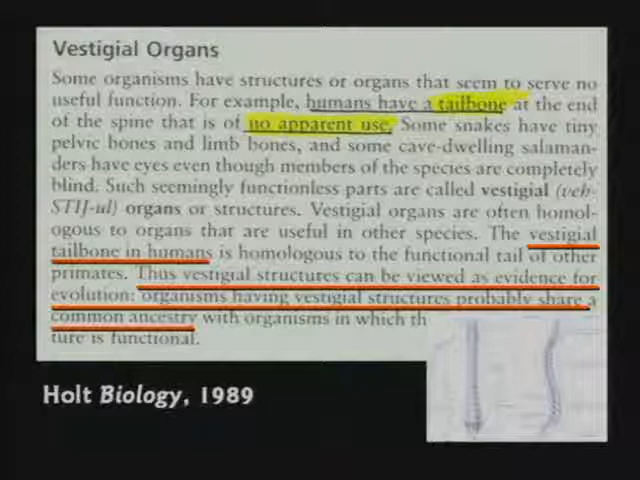 Vestigial Organs
Some organisms have structures or organs that seem to serve no
useful function. For example, humans have a tailbone at the end
of the spine that is of no apparent use. Some snakes have tiny
pelvic bones and limb bones, and some cave-dwelling salaman-
ders have eyes even though members of the species are completely
blind. Such seemingly functionless parts are called vestigial (veh-
STIJ-ul) organs or structures. Vestigial organs are often homol-
ogous to organs that are useful in other species. The vestigial
tailbone in humans is homologous to the functional tail of other
primates. Thus vestigial structures can be viewed as evidence for
evolution: organisms having vestigial structures probably share a
common ancestry with organisms in which th
ture is functional.
Holt Biology, 1989